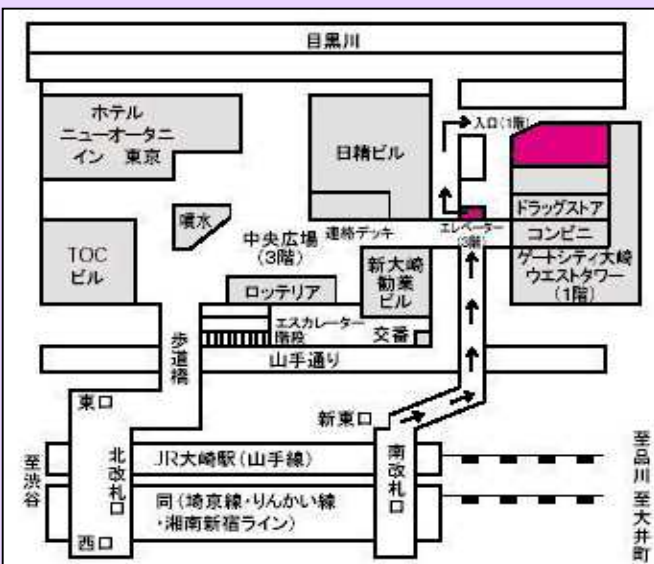 目黒川
ホテル
ニューオータニ
イン 東京
日精ビル
入口(1階)
ドラッグストア
コンビニ
ゲートシティ大崎
ウエストタワー
(1階)
エレベーター
(3階)
連絡デッキ
噴水
中央広場
(3階)
TOC
ビル
新大崎
勧業
ビル
ロッテリア
エスカレーター
階段
交番
歩道橋
山手通り
東口
新東口
北改札口
南改札口
JR大崎駅(山手線)
同(埼京線・りんかい線
・湘南新宿ライン)
西口
至渋谷
至品川
至大井町